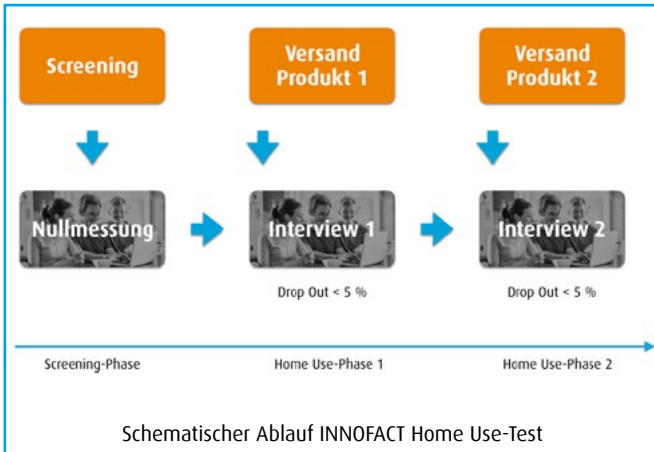 Screening
Versand
Produkt 1
Versand
Produkt 2
Nullmessung
Interview 1
Interview 2
Drop Out < 5 %
Drop Out < 5 %
Screening-Phase
Home Use-Phase 1
Home Use-Phase 2
Schematischer Ablauf INNOFACT Home Use-Test